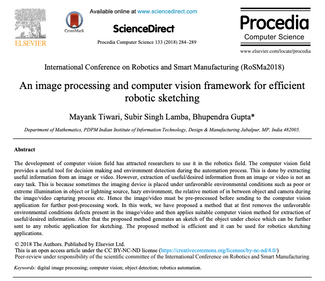 Available online at www.sciencedirect.com
ELSEVIER
CrossMark
ScienceDirect
Procedia Computer Science 133 (2018) 284–289
Procedia
Computer Science
www.elsevier.com/locate/procedia
International Conference on Robotics and Smart Manufacturing (RoSMa2018)
An image processing and computer vision framework for efficient
robotic sketching
Mayank Tiwari, Subir Singh Lamba, Bhupendra Gupta*
Department of Mathematics, PDPM Indian Institute of Information Technology, Design & Manufacturing Jabalpur, MP, India 482005.
Abstract
The development of computer vision field has attracted researchers to use it in the robotics field. The computer vision field
provides a useful tool for decision making and environment detection during the automation process. This is done by extracting
useful information from an image or video. However, extraction of useful/desired information from an image or video is not an
easy task. This is because sometimes the imaging device is placed under unfavorable environmental conditions such as poor or
extreme illumination in object or lightning source, hazy environment, the relative motion of in between object and camera during
the image/video capturing process etc. Hence the image/video must be pre-processed before sending to the computer vision
application for further post-processing work. In this work, we have proposed a method that at first removes the unfavorable
environmental conditions defects present in the image/video and then applies suitable computer vision method for extraction of
useful/desired information. After that the proposed method generates an sketch of the object under choice which can be further
sent to any robotic application for sketching. The proposed method is efficient and it can be useful for robotics sketching
applications.
© 2018 The Authors. Published by Elsevier Ltd.
This is an open access article under the CC BY-NC-ND license (https://creativecommons.org/licenses/by-nc-nd/4.0/)
Peer-review under responsibility of the scientific committee of the International Conference on Robotics and Smart Manufacturing.
Keywords: digital image processing; computer vision; object detection; robotics automation.